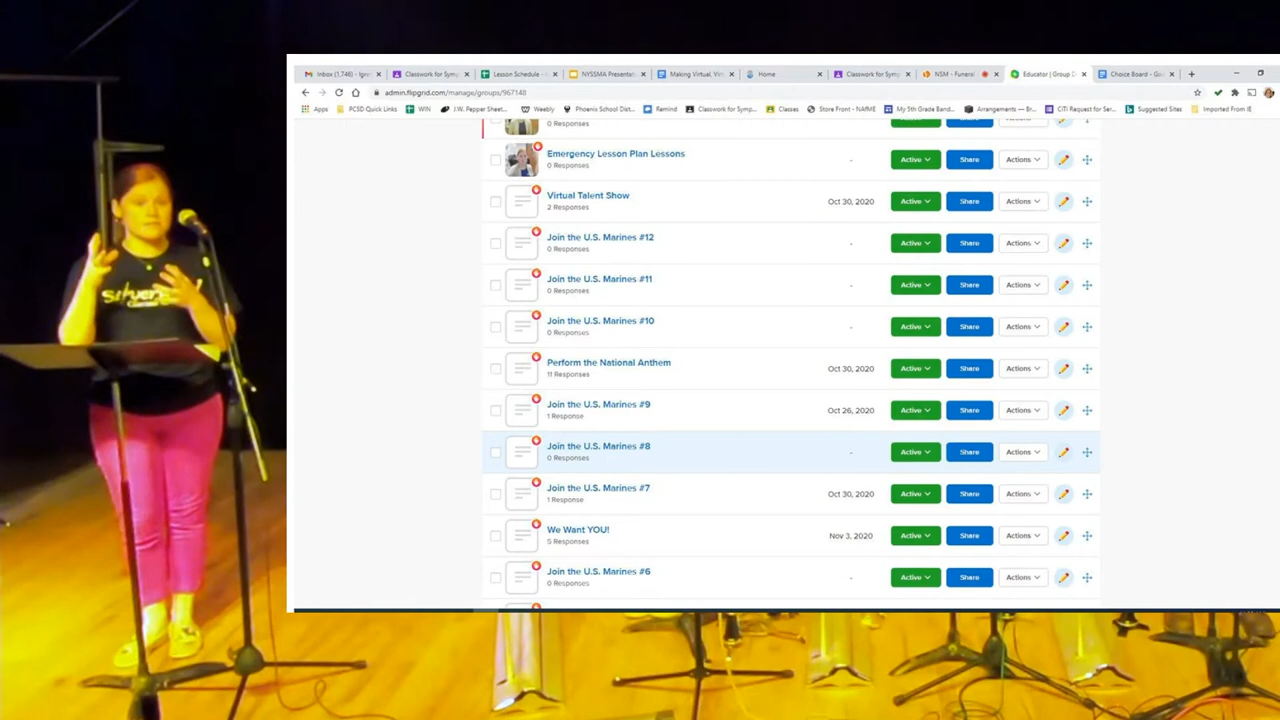 Inbox (1,746) - Classwork for Symp Lesson Schedule - NYSSMA Presenta Making Virtual, Vir Home Classwork for Symp NSM - Funeral Educator | Group D Choice Board - Go
admin.flipgrid.com/manage/groups/967148
Apps PCSD Quick Links WIN J.W. Pepper Sheet... Weebly Phoenix School Dist... Remind Classwork for Symp... Classes Store Front - NAfME My 5th Grade Band... Arrangements — Br... CiTi Request for Ser... Suggested Sites Imported From IE
0 Responses
Emergency Lesson Plan Lessons
0 Responses
- Active Share Actions
Virtual Talent Show
2 Responses
Oct 30, 2020 Active Share Actions
Join the U.S. Marines #12
0 Responses
- Active Share Actions
Join the U.S. Marines #11
0 Responses
- Active Share Actions
Join the U.S. Marines #10
0 Responses
- Active Share Actions
Perform the National Anthem
11 Responses
Oct 30, 2020 Active Share Actions
Join the U.S. Marines #9
1 Response
Oct 26, 2020 Active Share Actions
Join the U.S. Marines #8
0 Responses
- Active Share Actions
Join the U.S. Marines #7
1 Response
Oct 30, 2020 Active Share Actions
We Want YOU!
5 Responses
Nov 3, 2020 Active Share Actions
Join the U.S. Marines #6
0 Responses
- Active Share Actions